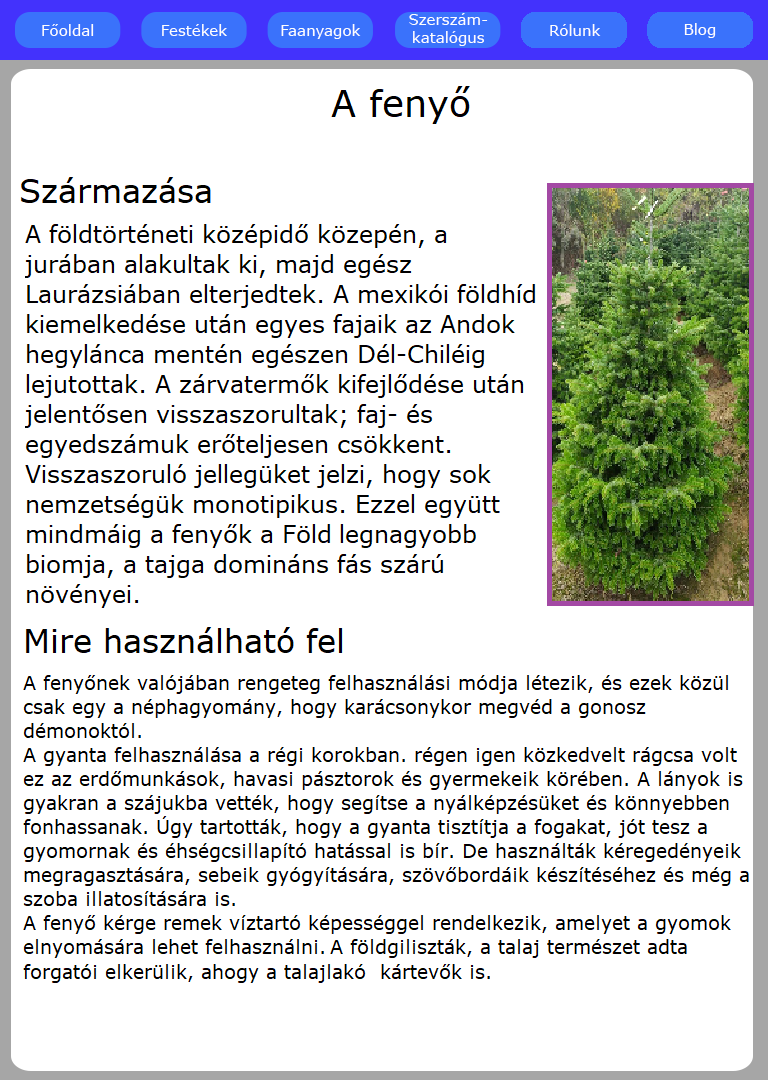 Főoldal
Festékek
Faanyagok
Szerszám-
katalógus
Rólunk
Blog
A fenyő
Származása
A földtörténeti középidő közepén, a
jurában alakultak ki, majd egész
Laurázsiában elterjedtek. A mexikói földhíd
kiemelkedése után egyes fajaik az Andok
hegylánca mentén egészen Dél-Chiléig
lejutottak. A zárvatermők kifejlődése után
jelentősen visszaszorultak; faj- és
egyedszámuk erőteljesen csökkent.
Visszaszoruló jellegüket jelzi, hogy sok
nemzetségük monotipikus. Ezzel együtt
mindmáig a fenyők a Föld legnagyobb
biomja, a tajga domináns fás szárú
növényei.
Mire használható fel
A fenyőnek valójában rengeteg felhasználási módja létezik, és ezek közül
csak egy a néphagyomány, hogy karácsonykor megvéd a gonosz
démonoktól.
A gyanta felhasználása a régi korokban. régen igen közkedvelt rágcsa volt
ez az erdőmunkások, havasi pásztorok és gyermekeik körében. A lányok is
gyakran a szájukba vették, hogy segítse a nyálképzésüket és könnyebben
fonhassanak. Úgy tartották, hogy a gyanta tisztítja a fogakat, jót tesz a
gyomornak és éhségcsillapító hatással is bír. De használták kéregedényeik
megragasztására, sebeik gyógyítására, szövőbordáik készítéséhez és még a
szoba illatosítására is.
A fenyő kérge remek víztartó képességgel rendelkezik, amelyet a gyomok
elnyomására lehet felhasználni. A földgiliszták, a talaj természet adta
forgatói elkerülik, ahogy a talajlakó  kártevők is.